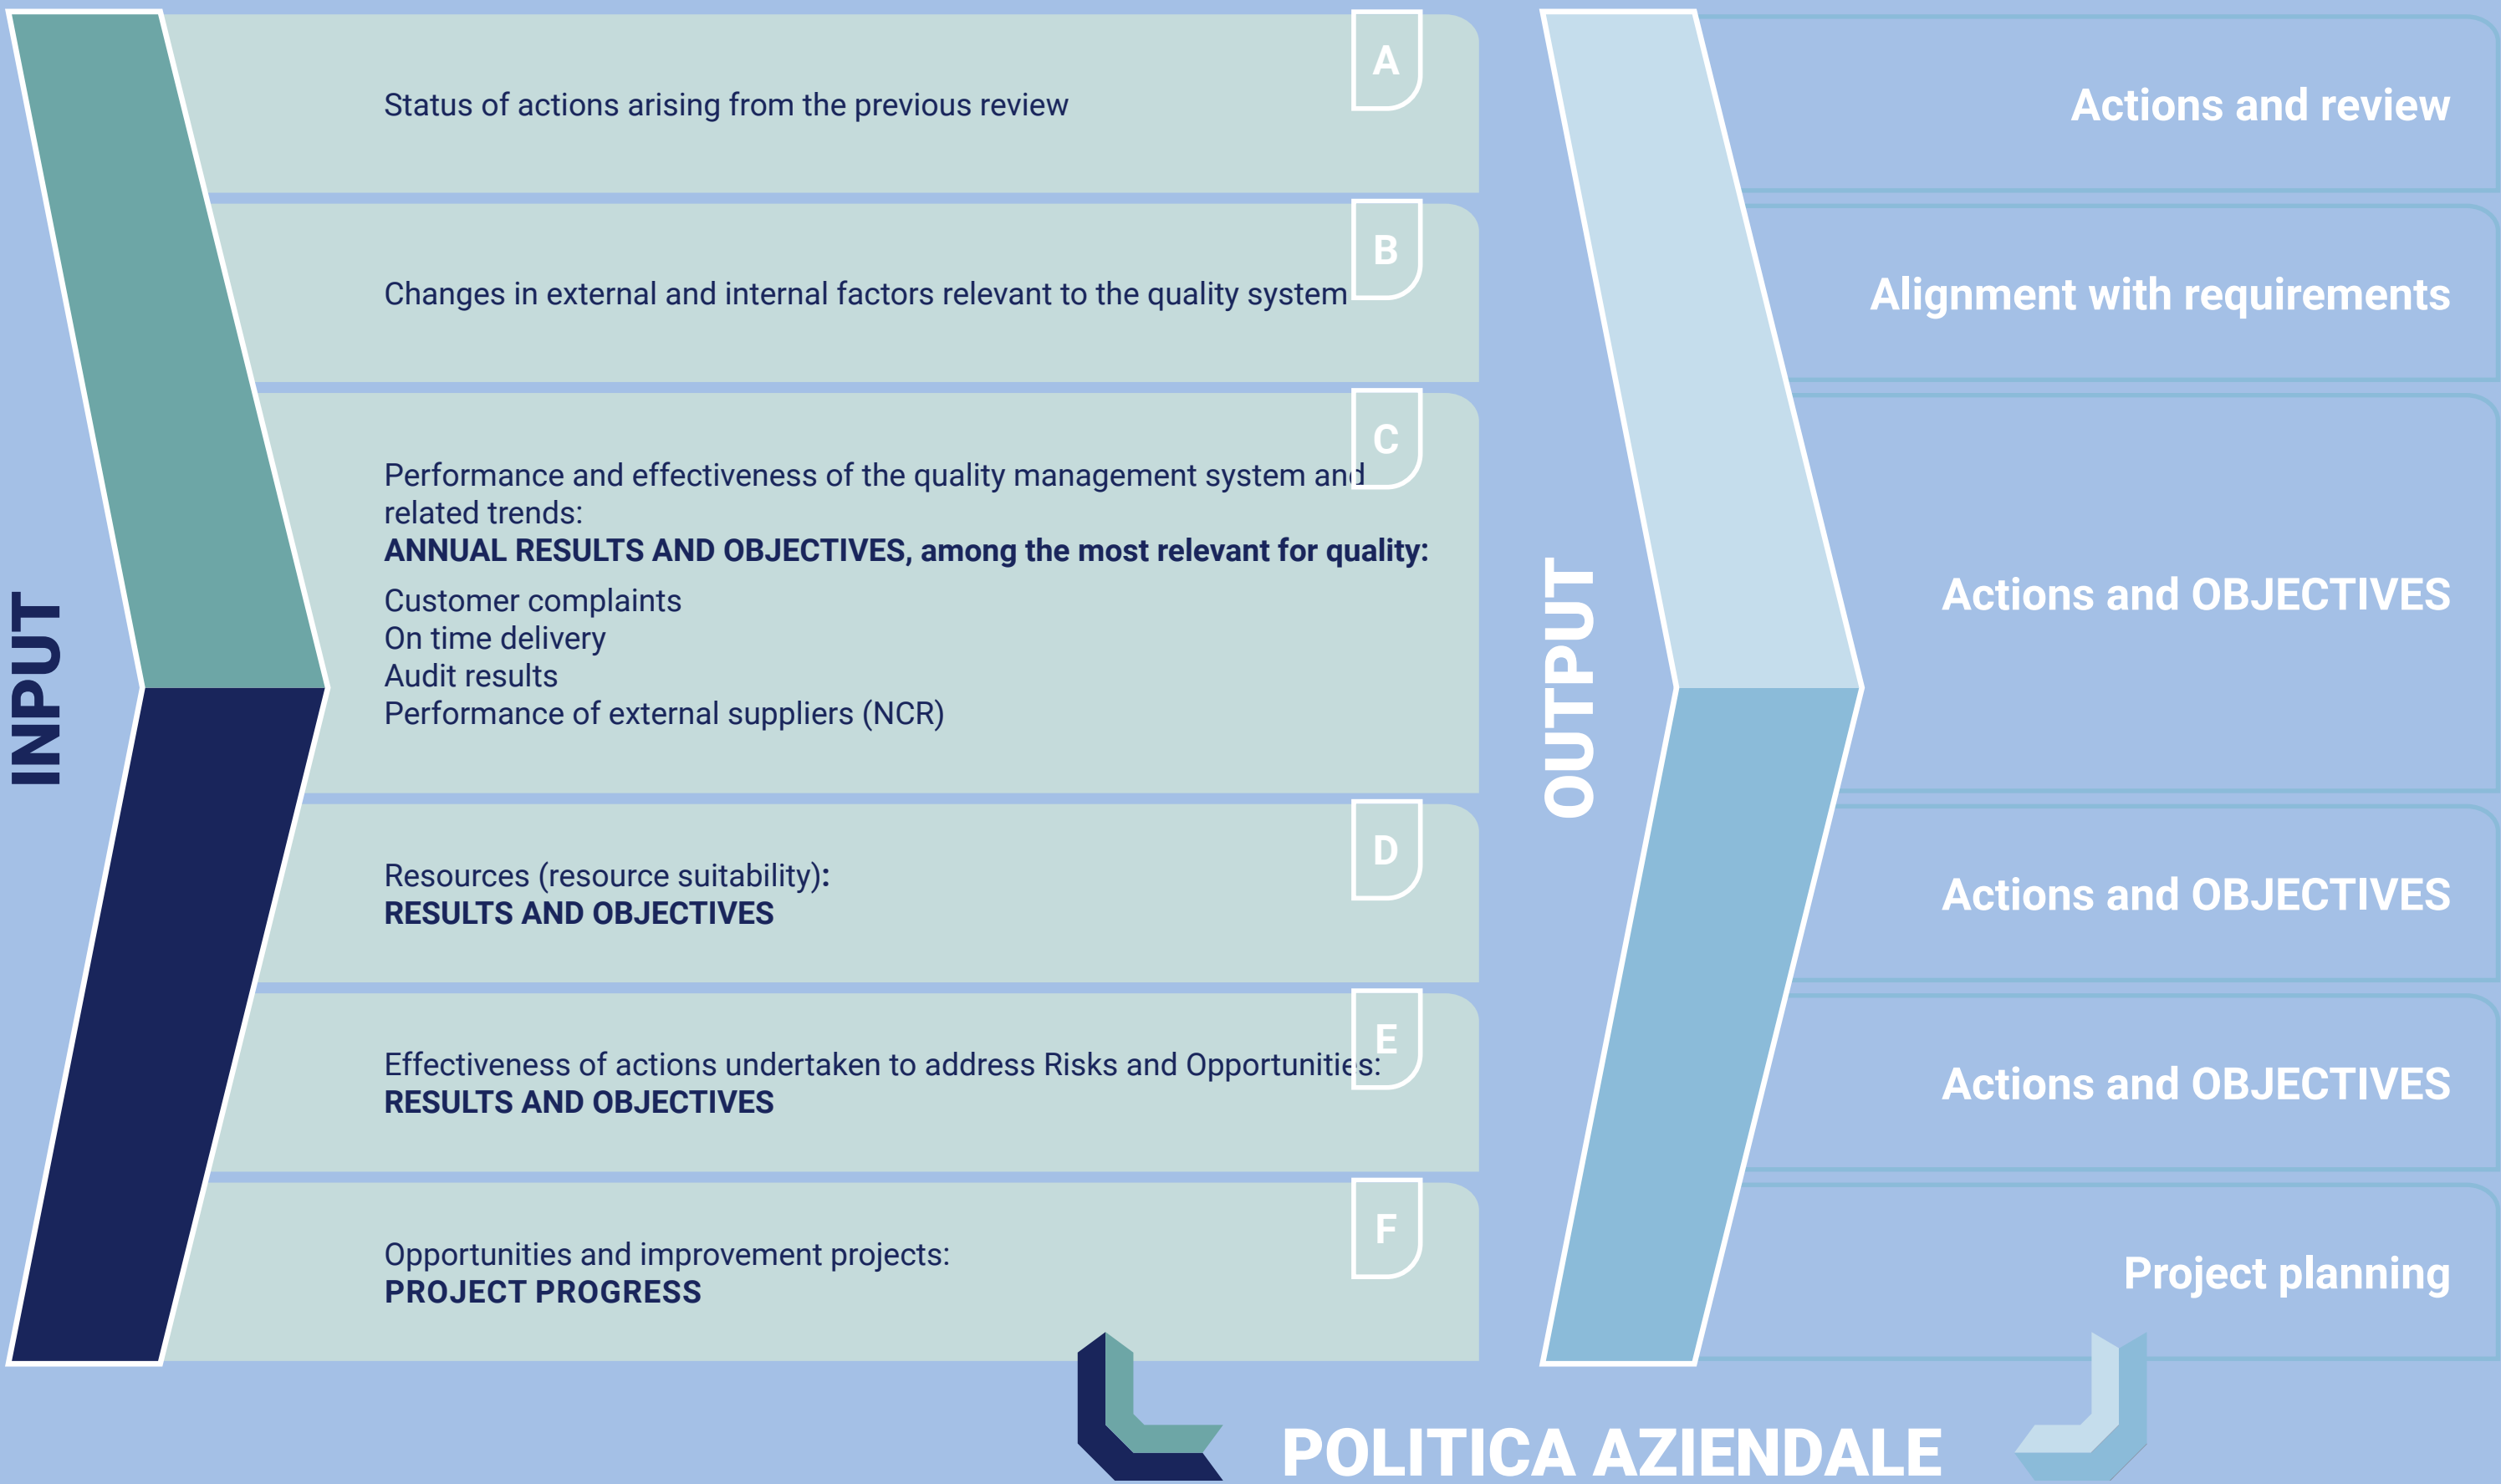 INPUT
A
Status of actions arising from the previous review
B
Changes in external and internal factors relevant to the quality system
C
Performance and effectiveness of the quality management system and
related trends:
ANNUAL RESULTS AND OBJECTIVES, among the most relevant for quality:
Customer complaints
On time delivery
Audit results
Performance of external suppliers (NCR)
D
Resources (resource suitability):
RESULTS AND OBJECTIVES
E
Effectiveness of actions undertaken to address Risks and Opportunities:
RESULTS AND OBJECTIVES
F
Opportunities and improvement projects:
PROJECT PROGRESS
OUTPUT
Actions and review
Alignment with requirements
Actions and OBJECTIVES
Actions and OBJECTIVES
Actions and OBJECTIVES
Project planning
POLITICA AZIENDALE